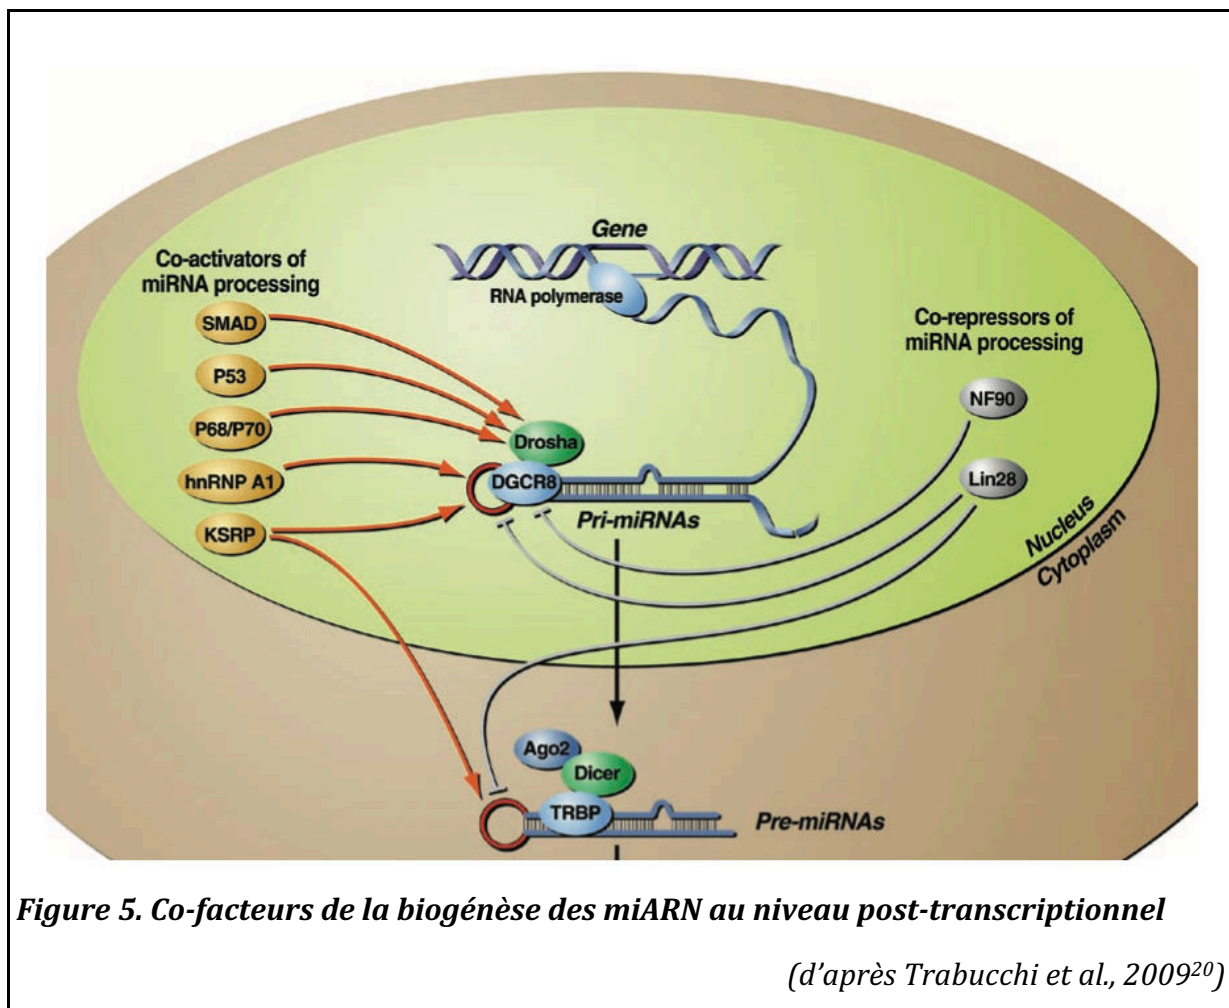 Gene
RNA polymerase
Co-activators of
miRNA processing
SMAD
P53
P68/P70
hnRNP A1
KSRP
Co-repressors of
miRNA processing
NF90
Lin28
Drosha
DGCR8
Pri-miRNAs
Nucleus
Cytoplasm
Ago2
Dicer
TRBP
Pre-miRNAs
Figure 5. Co-facteurs de la biogénèse des miARN au niveau post-transcriptionnel
(d’après Trabucchi et al., 2009²⁰)